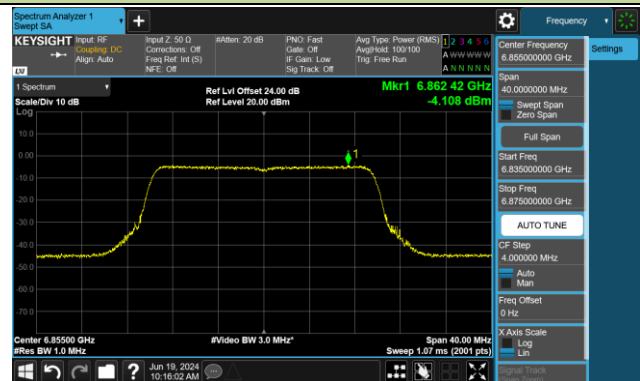 Spectrum Analyzer 1
Swept SA
Frequency
KEYSIGHT
Input: RF
Coupling: DC
Align: Auto
Input Z: 50 Ω
Corrections: Off
Freq Ref: Int (S)
NFE: Off
#Atten: 20 dB
PNO: Fast
Gate: Off
IF Gain: Low
Sig Track: Off
Avg Type: Power (RMS)
Avg|Hold: 100/100
Trig: Free Run
1 2 3 4 5 6
A W W W W W
A N N N N N
LXI
1 Spectrum
Scale/Div 10 dB
Log
Ref Lvl Offset 24.00 dB
Ref Level 20.00 dBm
Mkr1 6.862 42 GHz
-4.108 dBm
10.0
0.00
-10.0
-20.0
-30.0
-40.0
-50.0
-60.0
-70.0
1
Center 6.85500 GHz
#Res BW 1.0 MHz
#Video BW 3.0 MHz*
Span 40.00 MHz
Sweep 1.07 ms (2001 pts)
Jun 19, 2024
10:16:02 AM
Center Frequency
6.855000000 GHz
Settings
Span
40.0000000 MHz
Swept Span
Zero Span
Full Span
Start Freq
6.835000000 GHz
Stop Freq
6.875000000 GHz
AUTO TUNE
CF Step
4.000000 MHz
Auto
Man
Freq Offset
0 Hz
X Axis Scale
Log
Lin
Signal Track